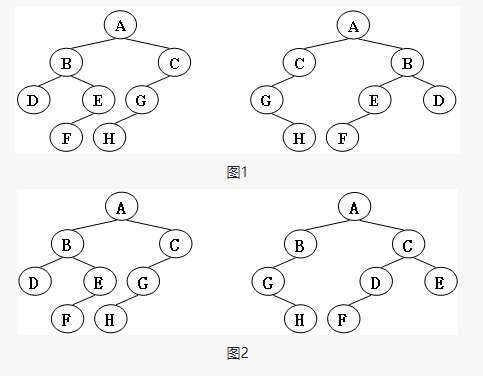 A A
B C C B
D E G G E D
F H H F
图1
A A
B C B C
D E G G D E
F H H F
图2